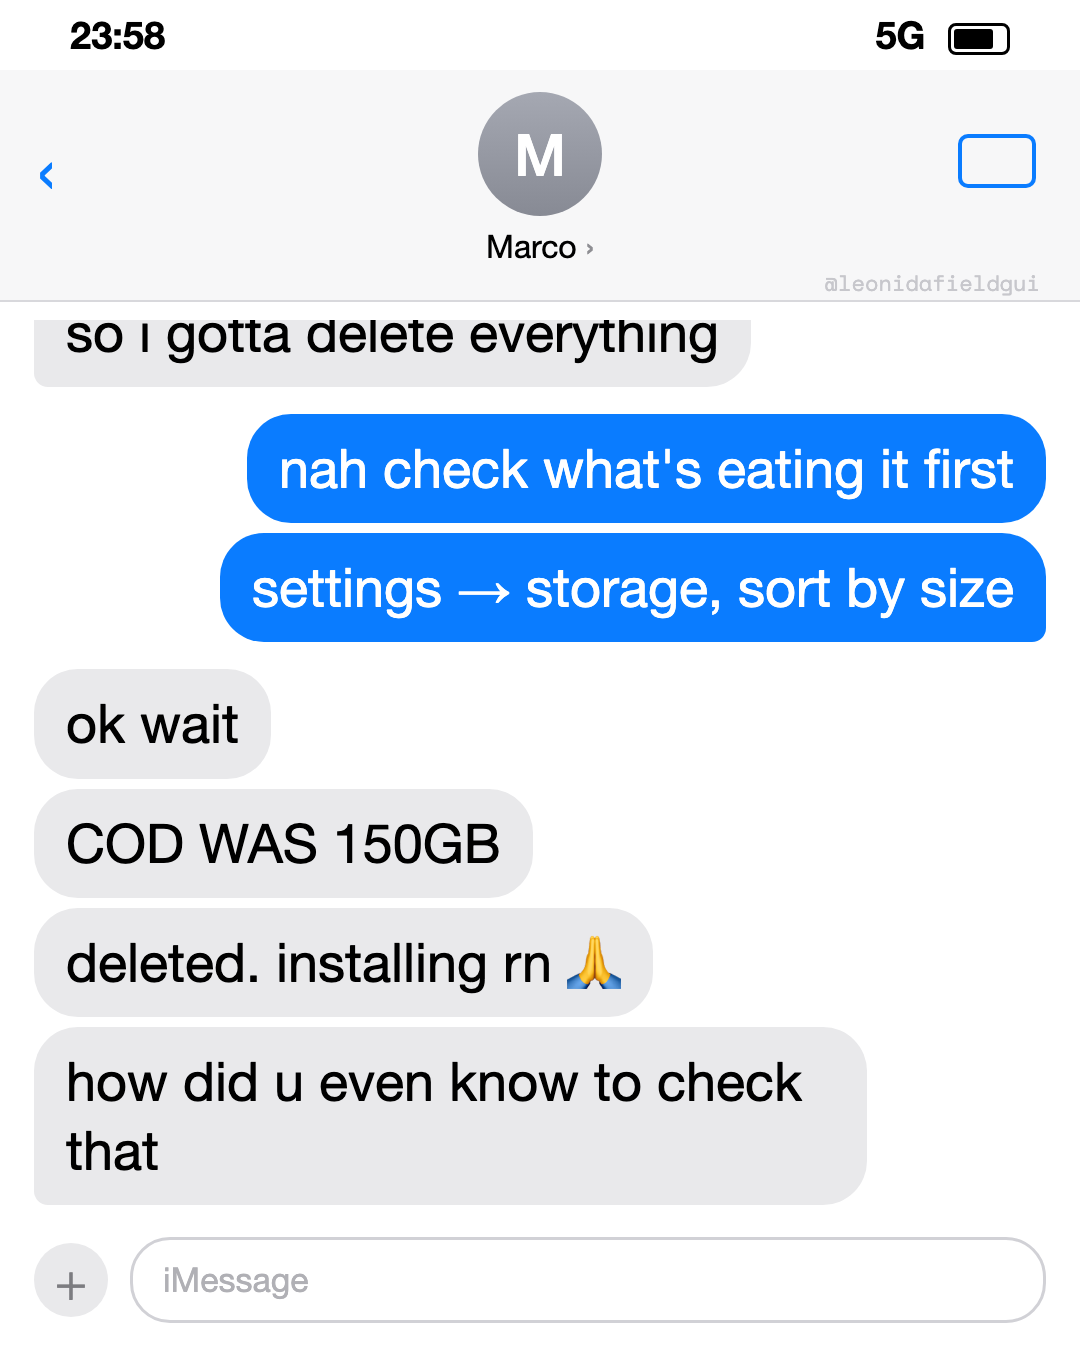 23:58
5G
M
Marco ›
@leonidafieldgui
so i gotta delete everything
nah check what's eating it first
settings → storage, sort by size
ok wait
COD WAS 150GB
deleted. installing rn 🙏
how did u even know to check
that
iMessage